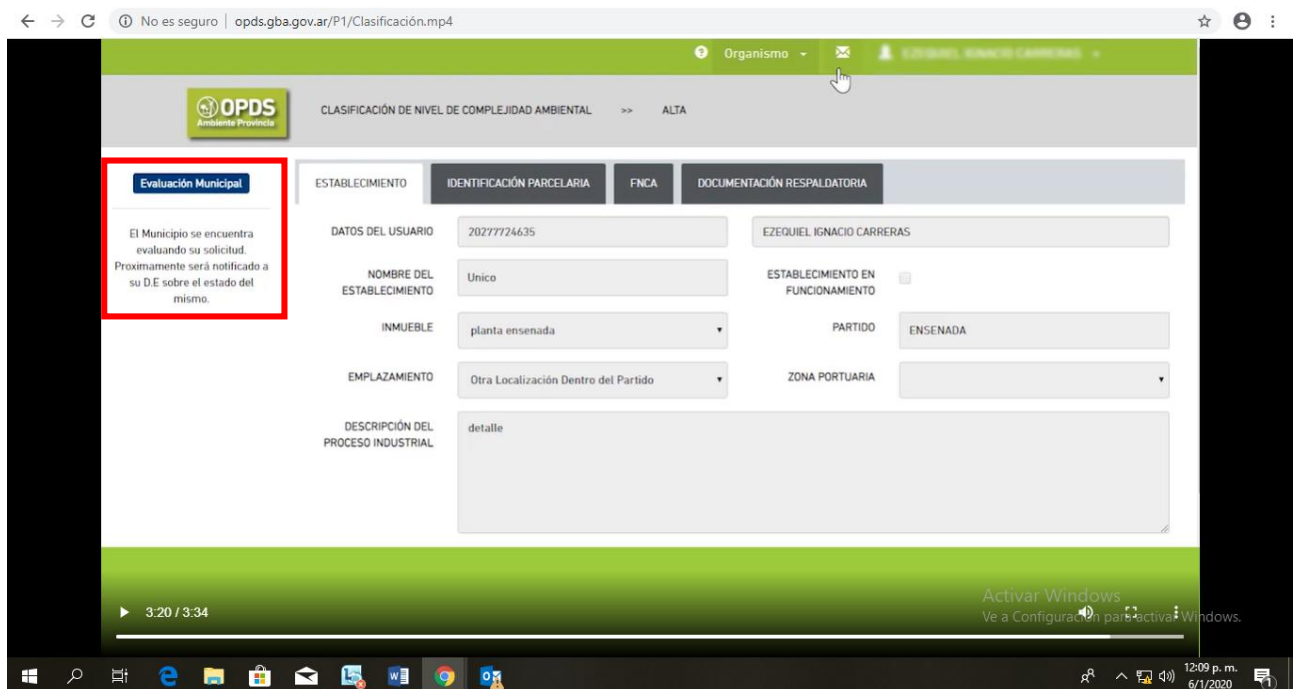 No es seguro | opds.gba.gov.ar/P1/Clasificación.mp4
Organismo
OPDS
Ambiente Provincia
CLASIFICACIÓN DE NIVEL DE COMPLEJIDAD AMBIENTAL >> ALTA
Evaluación Municipal
El Municipio se encuentra
evaluando su solicitud.
Proximamente será notificado a
su D.E sobre el estado del
mismo.
ESTABLECIMIENTO IDENTIFICACIÓN PARCELARIA FNCA DOCUMENTACIÓN RESPALDATORIA
DATOS DEL USUARIO 20277724635 EZEQUIEL IGNACIO CARRERAS
NOMBRE DEL
ESTABLECIMIENTO Unico ESTABLECIMIENTO EN
FUNCIONAMIENTO
INMUEBLE planta ensenada PARTIDO ENSENADA
EMPLAZAMIENTO Otra Localización Dentro del Partido ZONA PORTUARIA
DESCRIPCIÓN DEL
PROCESO INDUSTRIAL detalle
3:20 / 3:34
Activar Windows
Ve a Configuración para activar Windows.
12:09 p. m.
6/1/2020